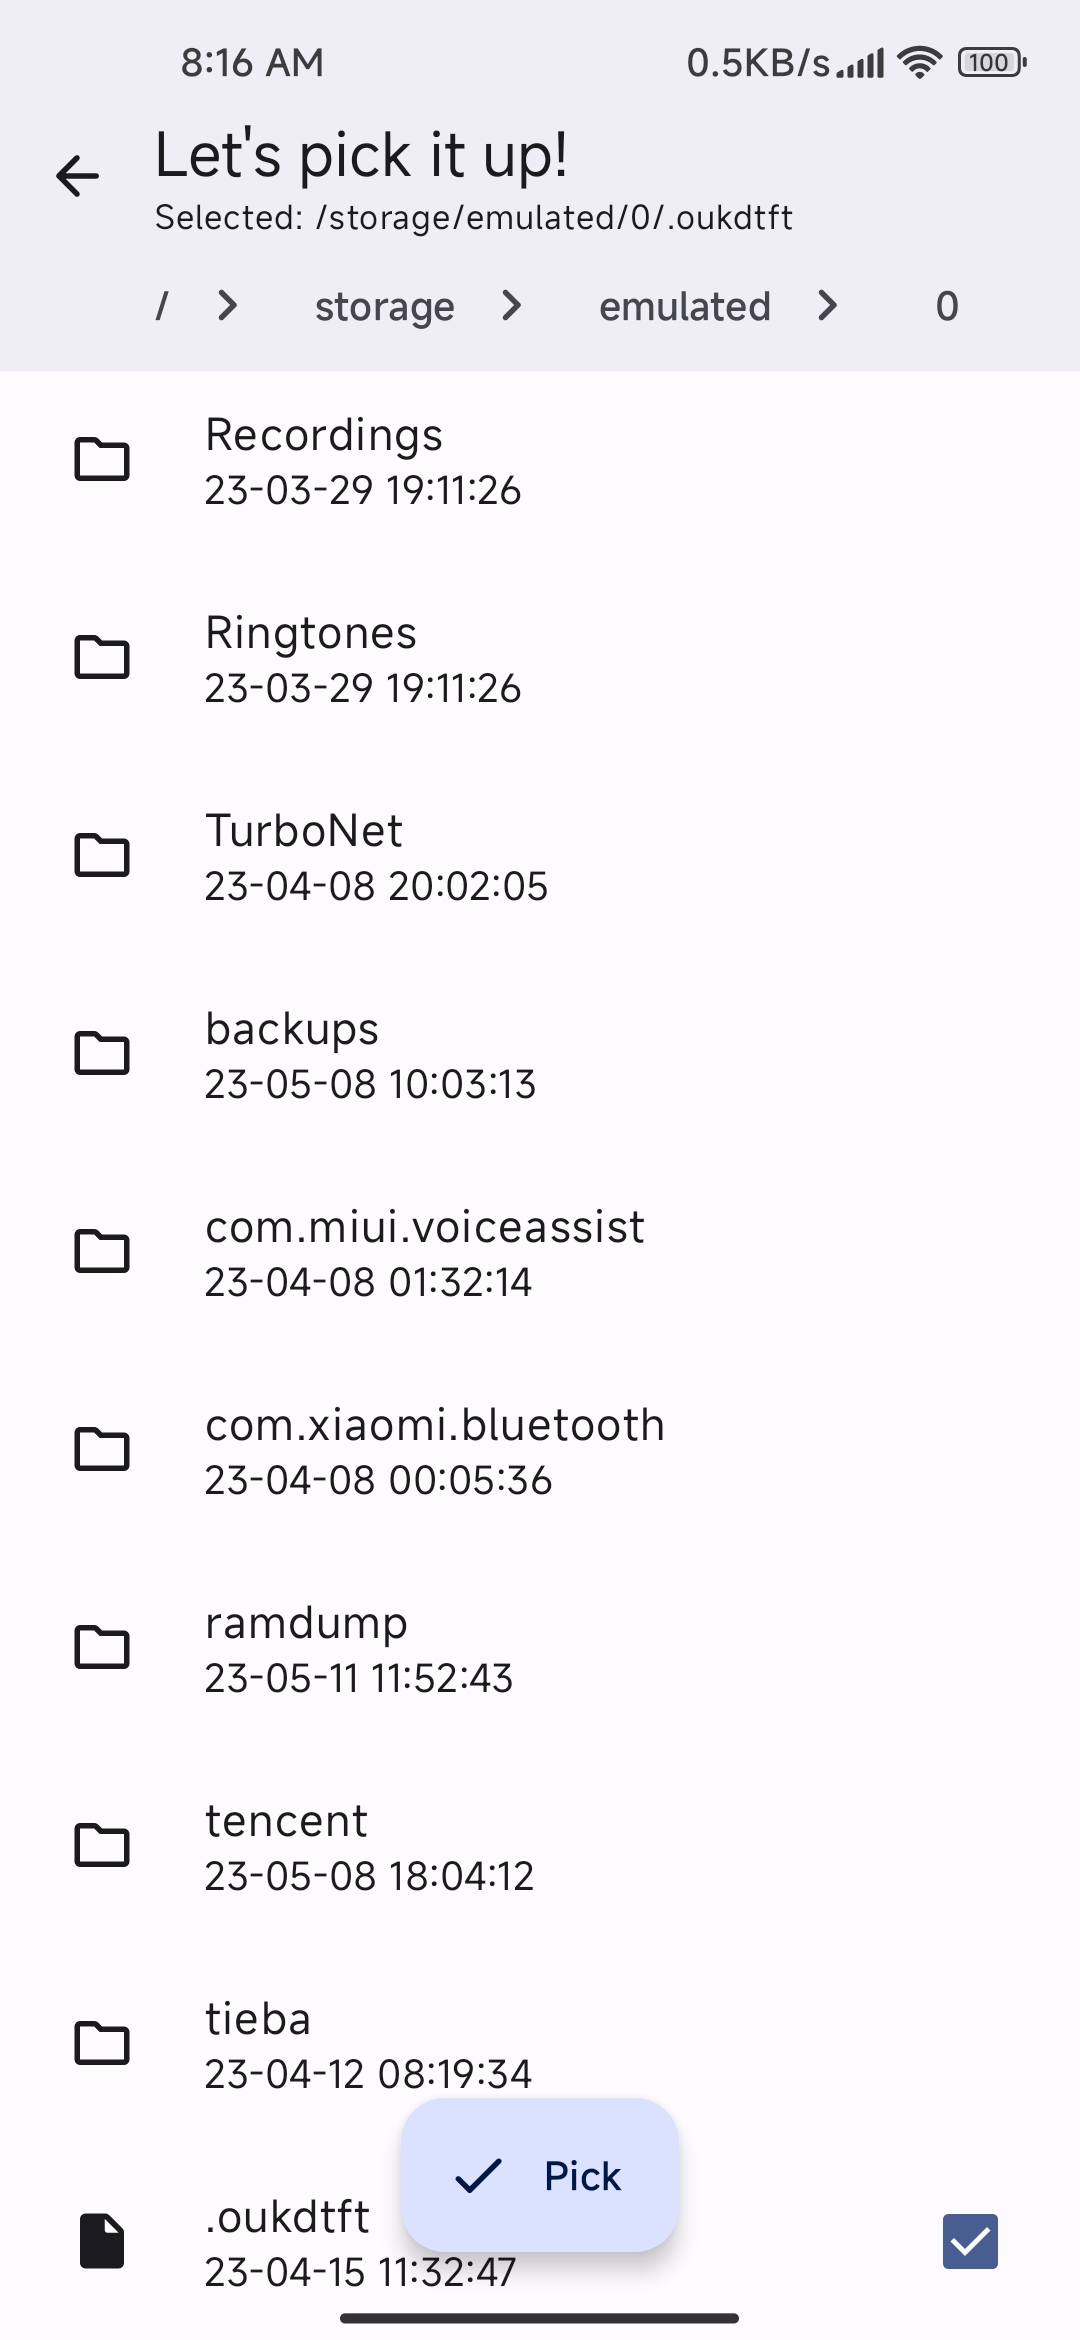 8:16 AM 0.5KB/s 100
Let's pick it up!
Selected: /storage/emulated/0/.oukdtft
/ storage emulated 0
Recordings
23-03-29 19:11:26
Ringtones
23-03-29 19:11:26
TurboNet
23-04-08 20:02:05
backups
23-05-08 10:03:13
com.miui.voiceassist
23-04-08 01:32:14
com.xiaomi.bluetooth
23-04-08 00:05:36
ramdump
23-05-11 11:52:43
tencent
23-05-08 18:04:12
tieba
23-04-12 08:19:34
Pick
.oukdtft
23-04-15 11:32:47